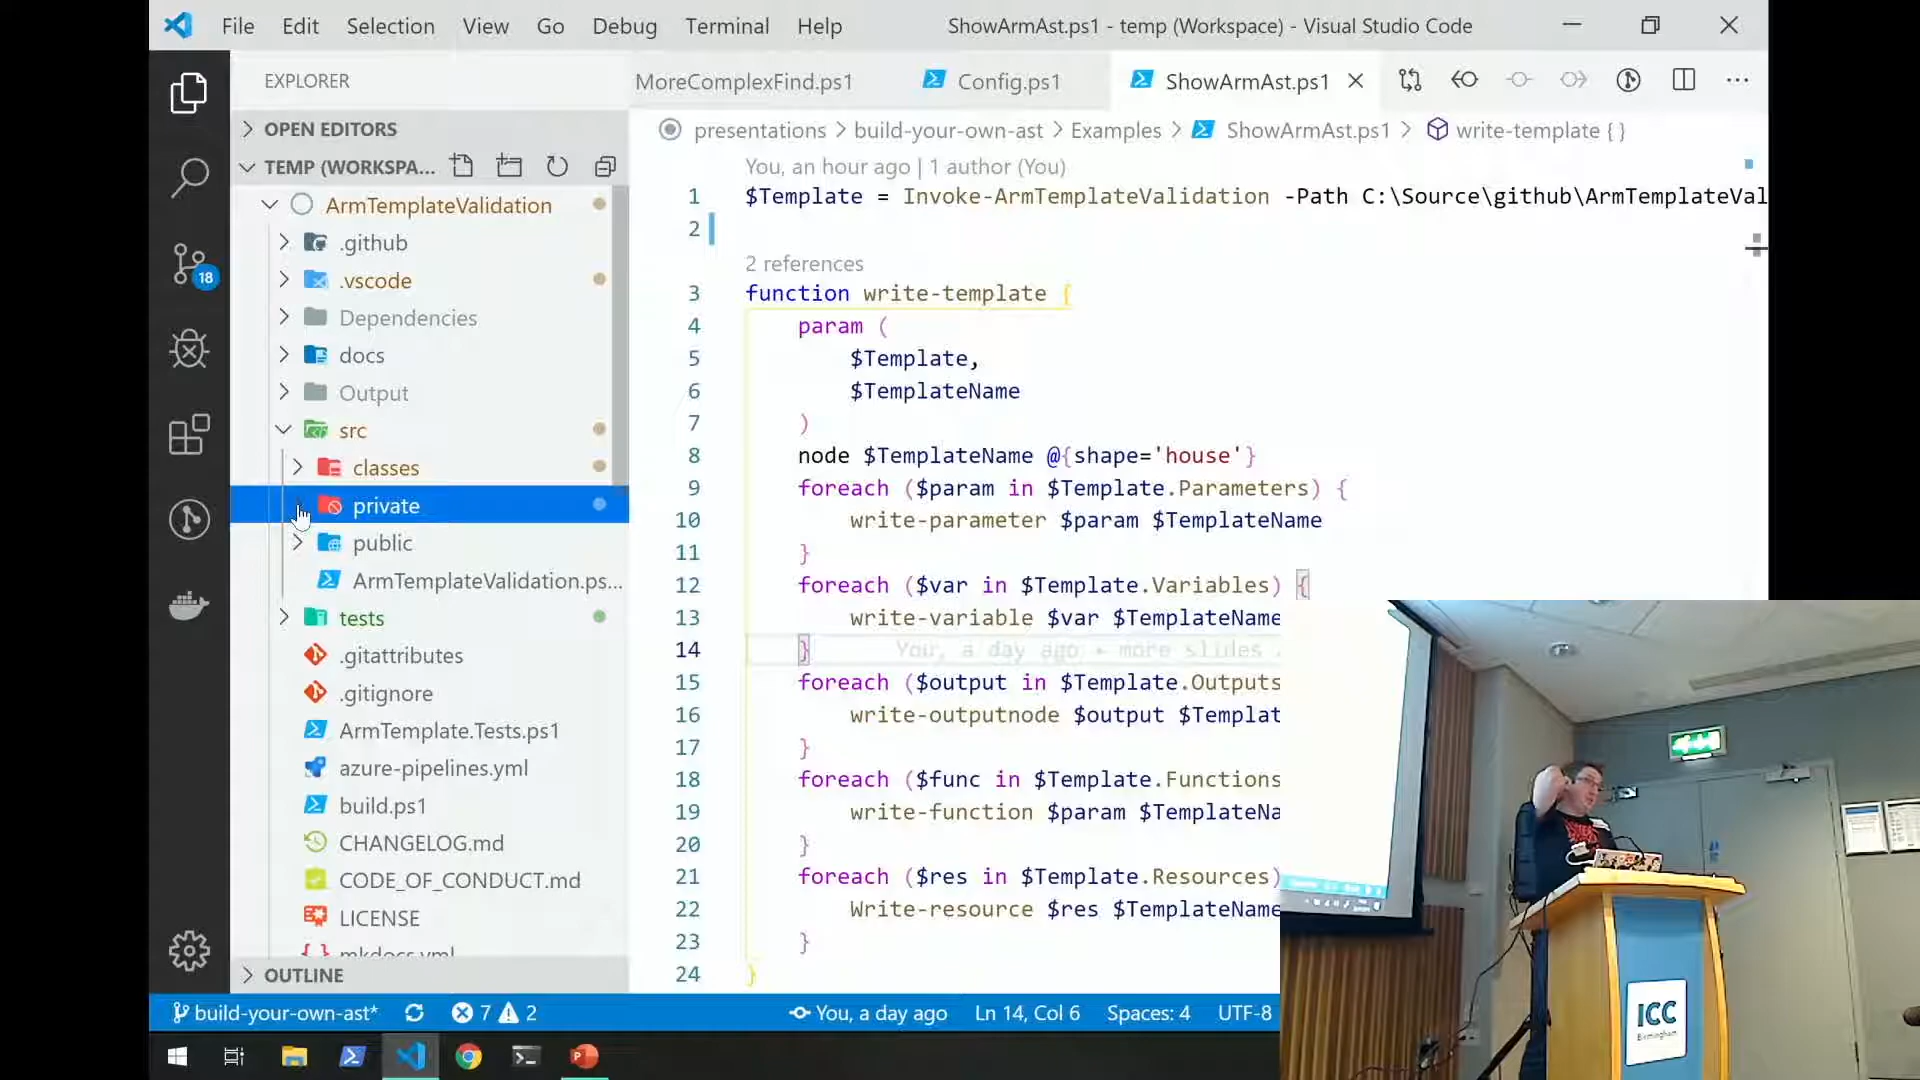 File Edit Selection View Go Debug Terminal Help ShowArmAst.ps1 - temp (Workspace) - Visual Studio Code
EXPLORER
MoreComplexFind.ps1 Config.ps1 ShowArmAst.ps1
OPEN EDITORS
presentations > build-your-own-ast > Examples > ShowArmAst.ps1 > write-template { }
TEMP (WORKSPA...
You, an hour ago | 1 author (You)
1 $Template = Invoke-ArmTemplateValidation -Path C:\Source\github\ArmTemplateVal
2
2 references
3 function write-template {
4 param (
5 $Template,
6 $TemplateName
7 )
8 node $TemplateName @{shape='house'}
9 foreach ($param in $Template.Parameters) {
10 write-parameter $param $TemplateName
11 }
12 foreach ($var in $Template.Variables) {
13 write-variable $var $TemplateName
14 } You, a day ago • more slides .
15 foreach ($output in $Template.Outputs
16 write-outputnode $output $Templat
17 }
18 foreach ($func in $Template.Functions
19 write-function $param $TemplateNa
20 }
21 foreach ($res in $Template.Resources)
22 Write-resource $res $TemplateName
23 }
24 }
ArmTemplateValidation
.github
.vscode
Dependencies
docs
Output
src
classes
private
public
ArmTemplateValidation.ps...
tests
.gitattributes
.gitignore
ArmTemplate.Tests.ps1
azure-pipelines.yml
build.ps1
CHANGELOG.md
CODE_OF_CONDUCT.md
LICENSE
mkdocs.yml
OUTLINE
18
build-your-own-ast* 7 2 You, a day ago Ln 14, Col 6 Spaces: 4 UTF-8
ICC
Birmingham